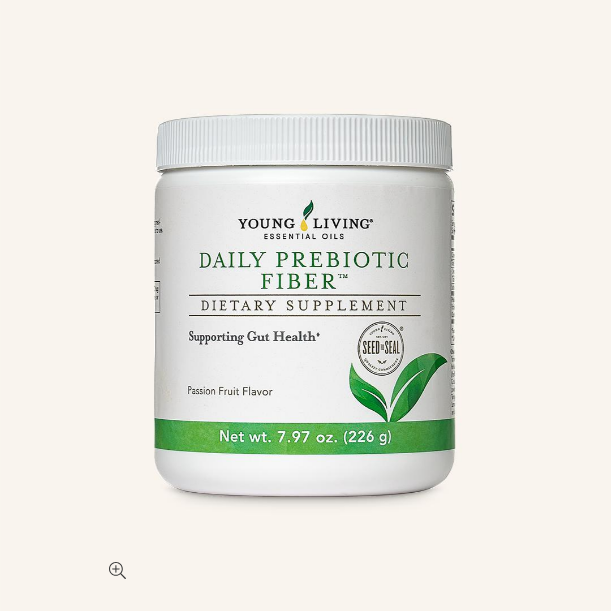 YOUNG LIVING®
ESSENTIAL OILS
DAILY PREBIOTIC
FIBER™
DIETARY SUPPLEMENT
Supporting Gut Health*
SEED TO SEAL®
Passion Fruit Flavor
Net wt. 7.97 oz. (226 g)